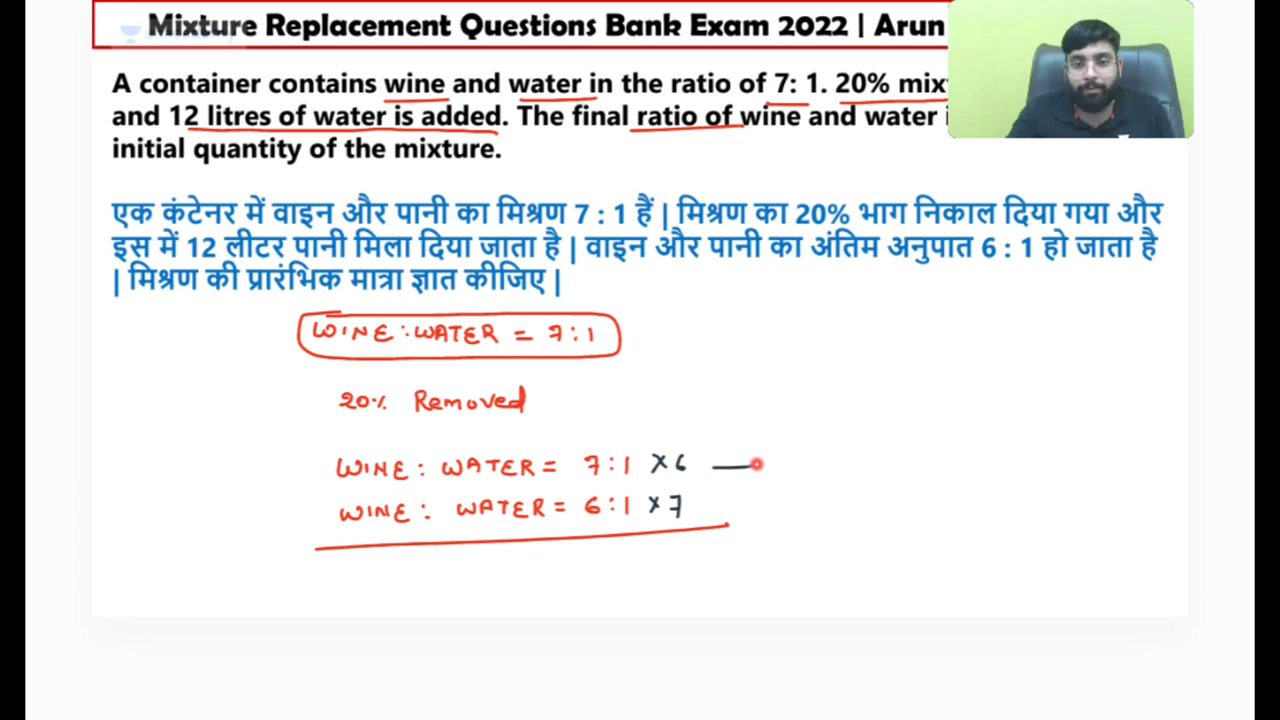 Mixture Replacement Questions Bank Exam 2022 | Arun
A container contains wine and water in the ratio of 7: 1. 20%
and 12 litres of water is added. The final ratio of wine and water
initial quantity of the mixture.
एक कंटेनर में वाइन और पानी का मिश्रण 7 : 1 हैं | मिश्रण का 20% भाग निकाल दिया गया और
इस में 12 लीटर पानी मिला दिया जाता है | वाइन और पानी का अंतिम अनुपात 6 : 1 हो जाता है
| मिश्रण की प्रारंभिक मात्रा ज्ञात कीजिए |
WINE : WATER = 7 : 1
20% Removed
WINE : WATER = 7 : 1 × 6
WINE : WATER = 6 : 1 × 7